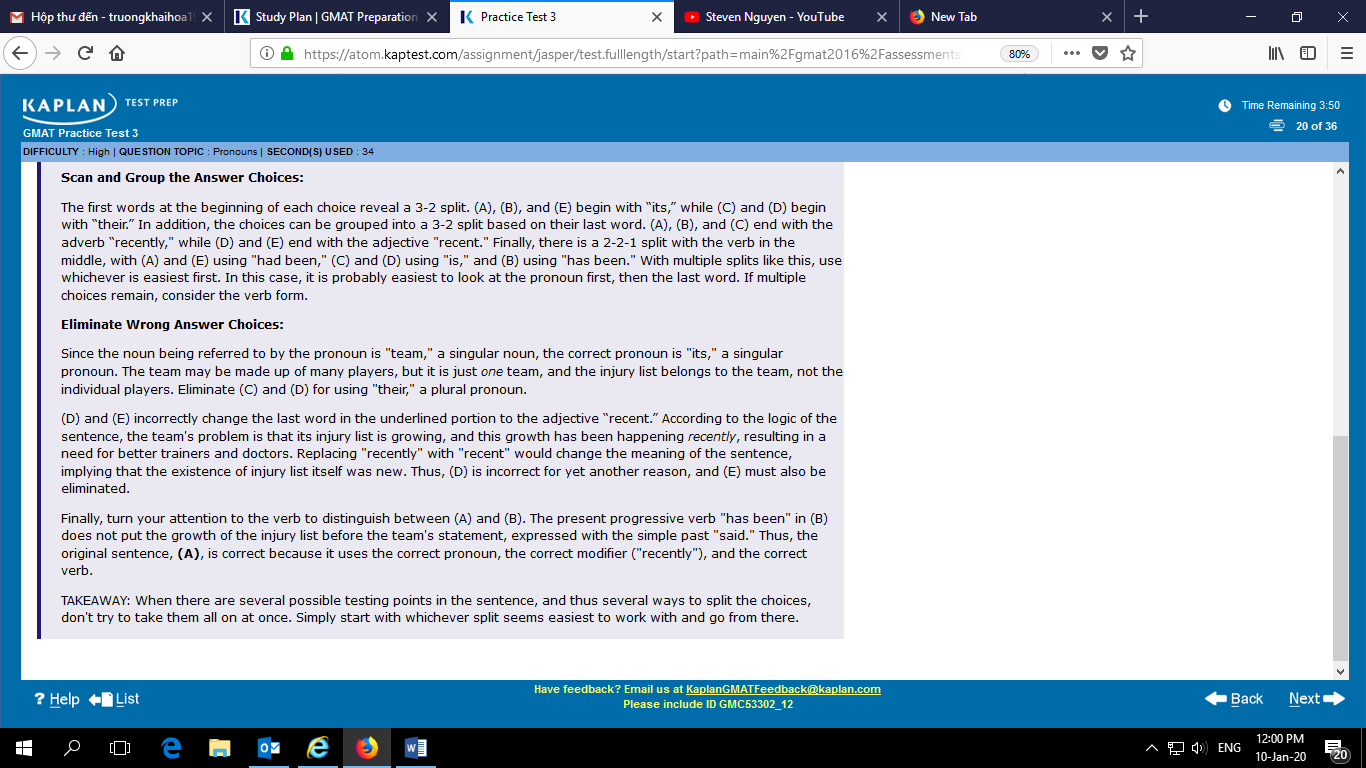 Hộp thư đến - truongkhaihoa1
Study Plan | GMAT Preparation
Practice Test 3
Steven Nguyen - YouTube
New Tab
https://atom.kaptest.com/assignment/jasper/test.fulllength/start?path=main%2Fgmat2016%2Fassessments
80%
KAPLAN TEST PREP
GMAT Practice Test 3
Time Remaining 3:50
20 of 36
DIFFICULTY : High | QUESTION TOPIC : Pronouns | SECOND(S) USED : 34
Scan and Group the Answer Choices:
The first words at the beginning of each choice reveal a 3-2 split. (A), (B), and (E) begin with “its,” while (C) and (D) begin
with “their.” In addition, the choices can be grouped into a 3-2 split based on their last word. (A), (B), and (C) end with the
adverb “recently," while (D) and (E) end with the adjective "recent." Finally, there is a 2-2-1 split with the verb in the
middle, with (A) and (E) using "had been," (C) and (D) using "is," and (B) using "has been." With multiple splits like this, use
whichever is easiest first. In this case, it is probably easiest to look at the pronoun first, then the last word. If multiple
choices remain, consider the verb form.
Eliminate Wrong Answer Choices:
Since the noun being referred to by the pronoun is "team," a singular noun, the correct pronoun is "its," a singular
pronoun. The team may be made up of many players, but it is just one team, and the injury list belongs to the team, not the
individual players. Eliminate (C) and (D) for using "their," a plural pronoun.
(D) and (E) incorrectly change the last word in the underlined portion to the adjective “recent.” According to the logic of the
sentence, the team's problem is that its injury list is growing, and this growth has been happening recently, resulting in a
need for better trainers and doctors. Replacing "recently" with "recent" would change the meaning of the sentence,
implying that the existence of injury list itself was new. Thus, (D) is incorrect for yet another reason, and (E) must also be
eliminated.
Finally, turn your attention to the verb to distinguish between (A) and (B). The present progressive verb "has been" in (B)
does not put the growth of the injury list before the team's statement, expressed with the simple past "said." Thus, the
original sentence, (A), is correct because it uses the correct pronoun, the correct modifier ("recently"), and the correct
verb.
TAKEAWAY: When there are several possible testing points in the sentence, and thus several ways to split the choices,
don't try to take them all on at once. Simply start with whichever split seems easiest to work with and go from there.
? Help
List
Have feedback? Email us at KaplanGMATFeedback@kaplan.com
Please include ID GMC53302_12
Back
Next
ENG
12:00 PM
10-Jan-20
20